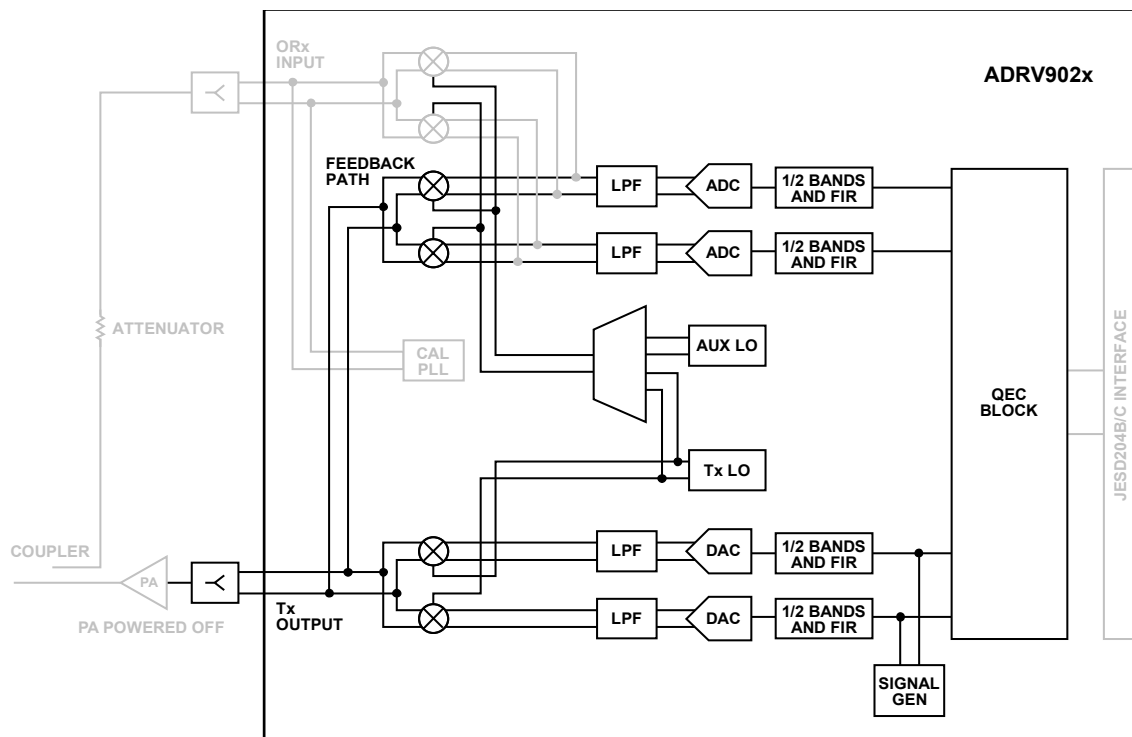 ORx
INPUT
ADRV902x
FEEDBACK
PATH
LPF
ADC
1/2 BANDS
AND FIR
LPF
ADC
1/2 BANDS
AND FIR
ATTENUATOR
CAL
PLL
AUX LO
QEC
BLOCK
JESD204B/C INTERFACE
Tx LO
COUPLER
PA
PA POWERED OFF
Tx
OUTPUT
LPF
DAC
1/2 BANDS
AND FIR
LPF
DAC
1/2 BANDS
AND FIR
SIGNAL
GEN